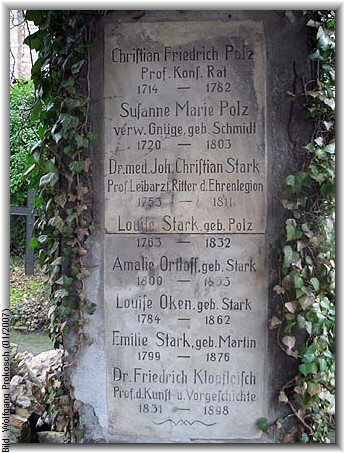 Christian Friedrich Polz
Prof. Kons. Rat
1714 — 1782
Susanne Marie Polz
verw. Gnüge, geb. Schmidt
1720 — 1803
Dr. med. Joh. Christian Stark
Prof. Leibarzt, Ritter d. Ehrenlegion
1753 — 1811
Louise Stark, geb. Polz
1763 — 1832
Amalie Ortloff, geb. Stark
1800 —
Louise Oken, geb. Stark
1784 — 1862
Emilie Stark, geb. Martin
1799 — 1876
Dr. Friedrich Klopfleisch
Prof. d. Kunst- u. Vorgeschichte
1831 — 1898
Bild: Wolfgang Prokosch (01/2007)